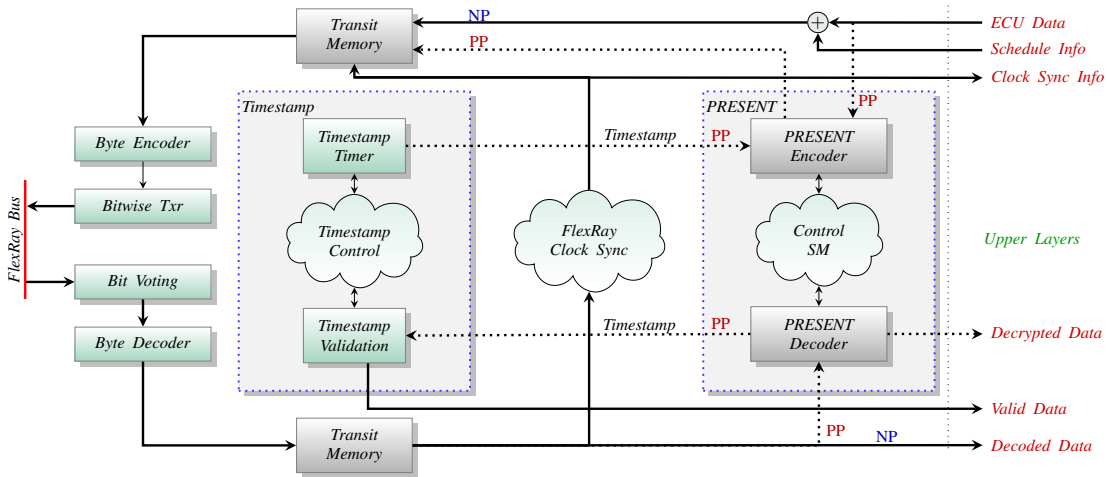 Transit
Memory
NP
+
ECU Data
PP
Schedule Info
Clock Sync Info
Timestamp
PRESENT
PP
Byte Encoder
Timestamp
Timer
Timestamp
PP
PRESENT
Encoder
Bitwise Txr
FlexRay Bus
Timestamp
Control
FlexRay
Clock Sync
Control
SM
Upper Layers
Bit Voting
Byte Decoder
Timestamp
Validation
Timestamp
PP
PRESENT
Decoder
Decrypted Data
Valid Data
Transit
Memory
PP
NP
Decoded Data